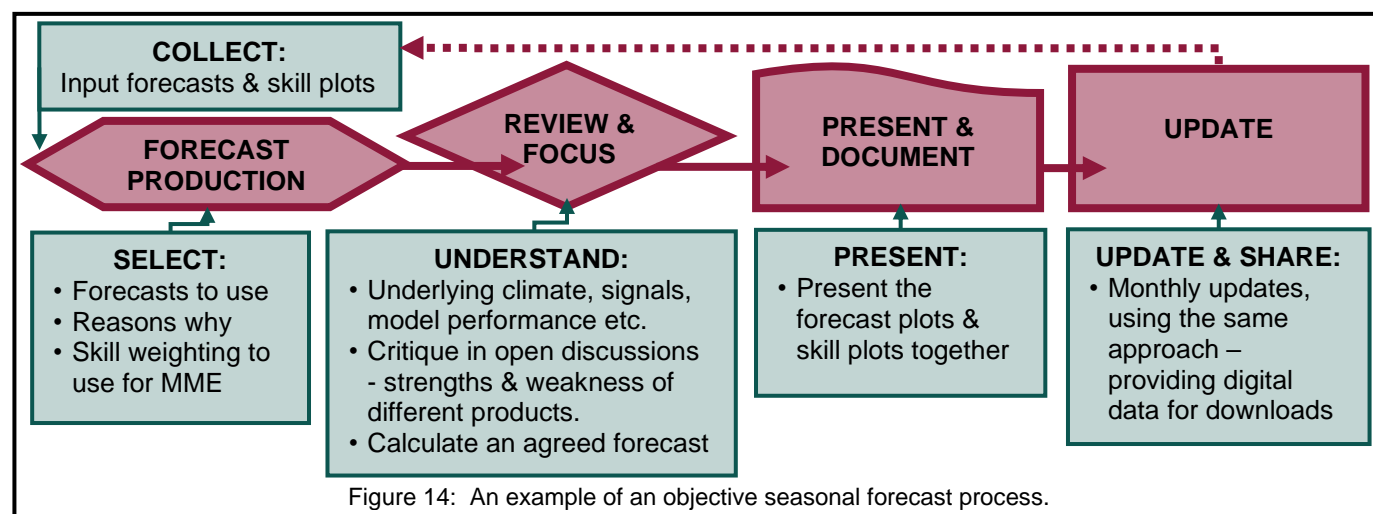 COLLECT:
Input forecasts & skill plots
FORECAST
PRODUCTION
REVIEW &
FOCUS
PRESENT &
DOCUMENT
UPDATE
SELECT:
• Forecasts to use
• Reasons why
• Skill weighting to
use for MME
UNDERSTAND:
• Underlying climate, signals,
model performance etc.
• Critique in open discussions
- strengths & weakness of
different products.
• Calculate an agreed forecast
PRESENT:
• Present the
forecast plots &
skill plots together
UPDATE & SHARE:
• Monthly updates,
using the same
approach –
providing digital
data for downloads
Figure 14: An example of an objective seasonal forecast process.